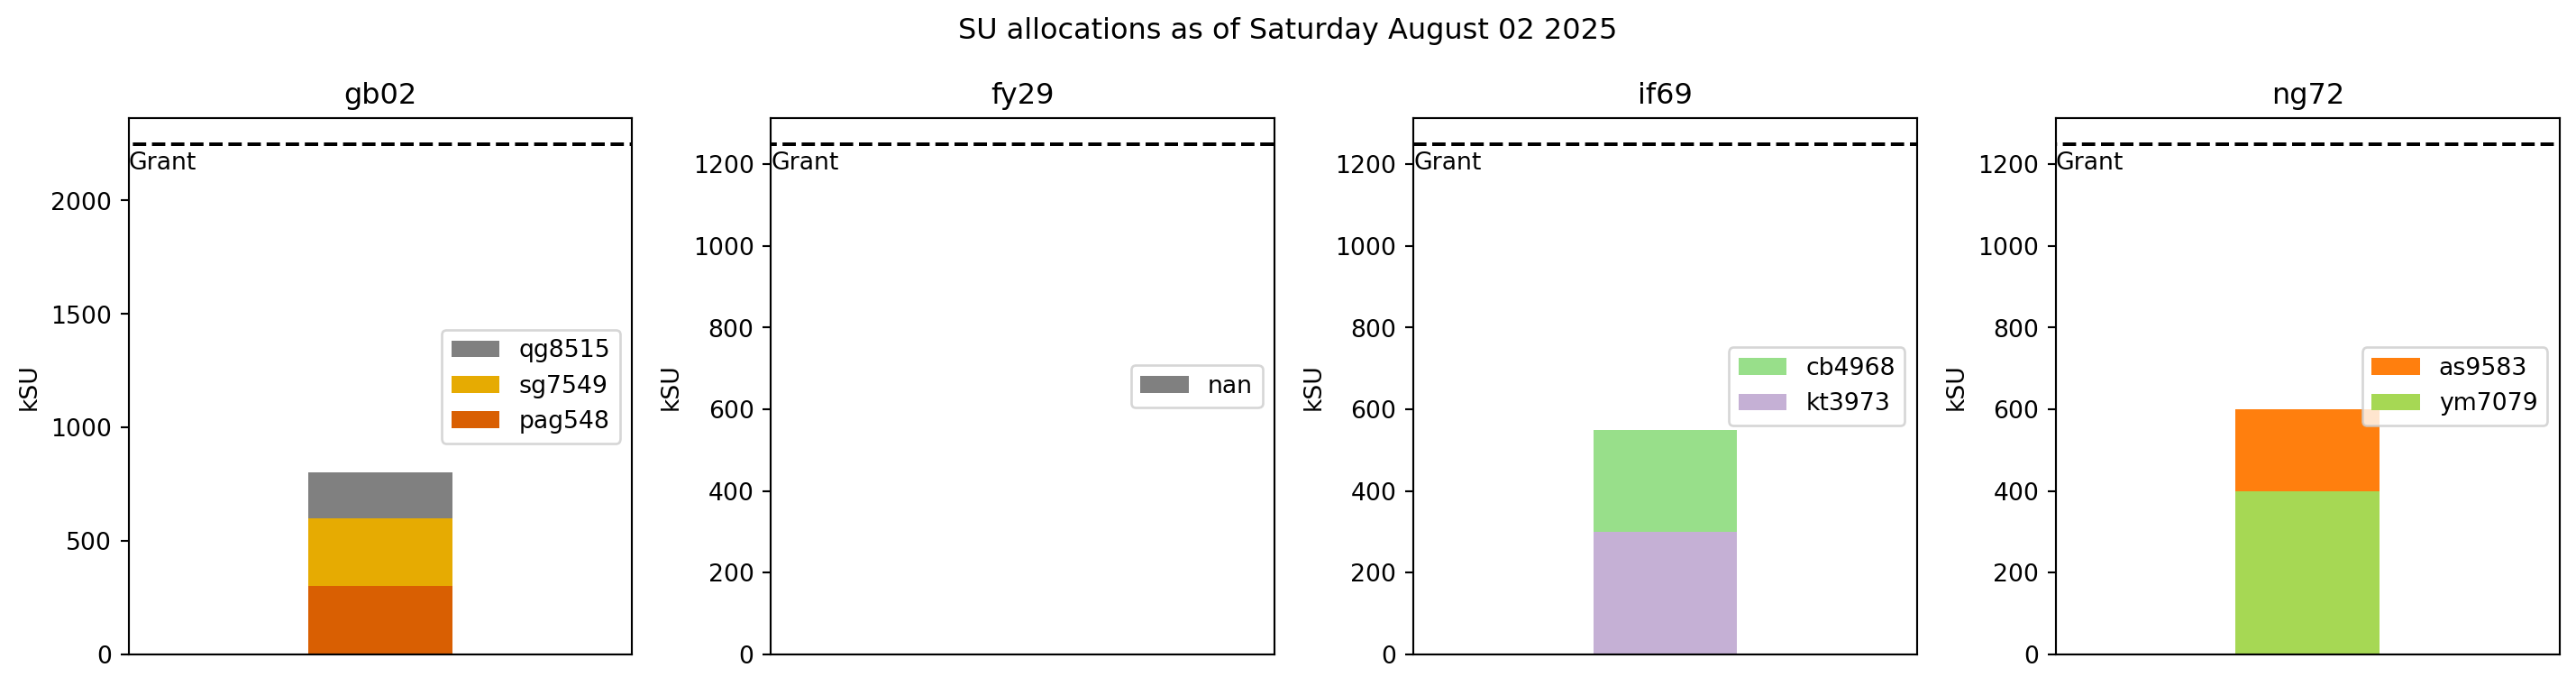 SU allocations as of Saturday August 02 2025
gb02
Grant
2000
1500
1000
500
0
kSU
qg8515
sg7549
pag548
fy29
Grant
1200
1000
800
600
400
200
0
kSU
nan
if69
Grant
1200
1000
800
600
400
200
0
kSU
cb4968
kt3973
ng72
Grant
1200
1000
800
600
400
200
0
kSU
as9583
ym7079